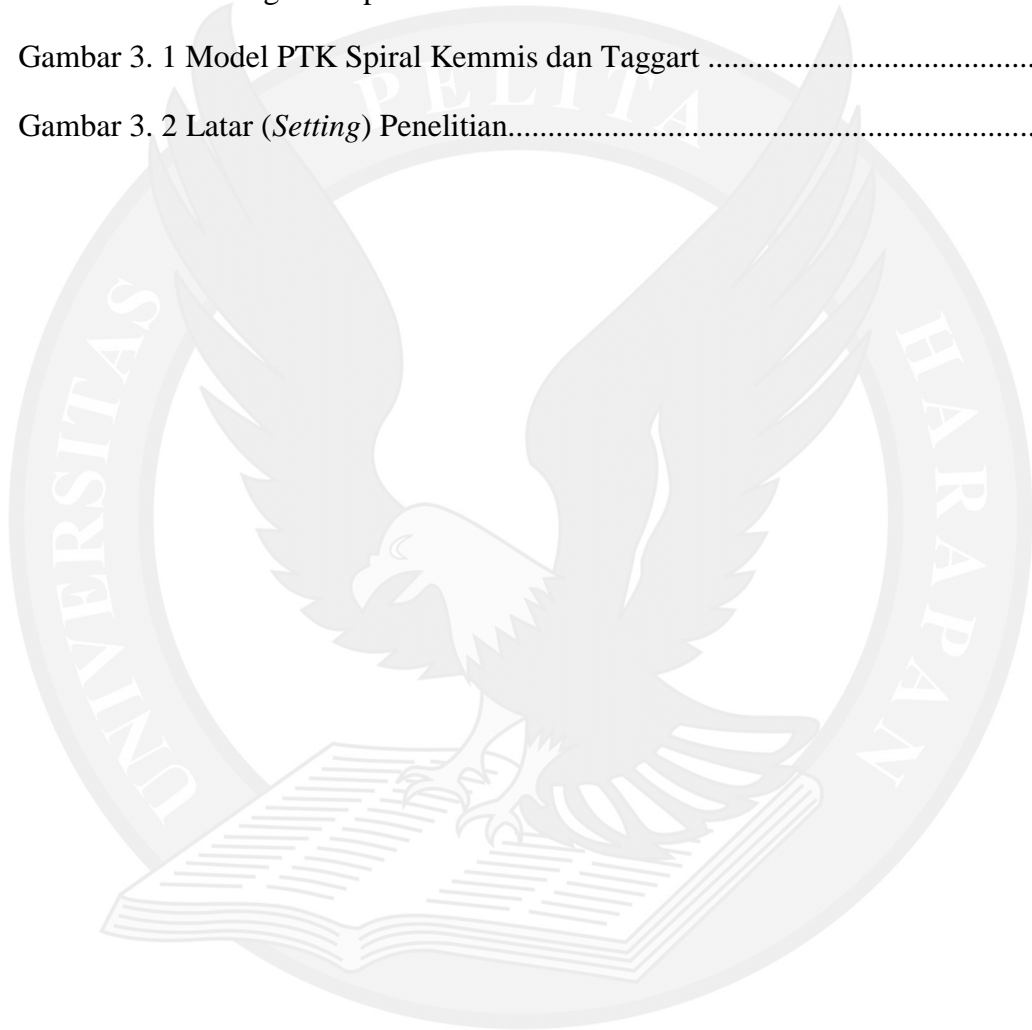 Gambar 3. 1 Model PTK Spiral Kemmis dan Taggart ........................................
Gambar 3. 2 Latar (Setting) Penelitian.................................................................
UNIVERSITAS PELITA HARAPAN